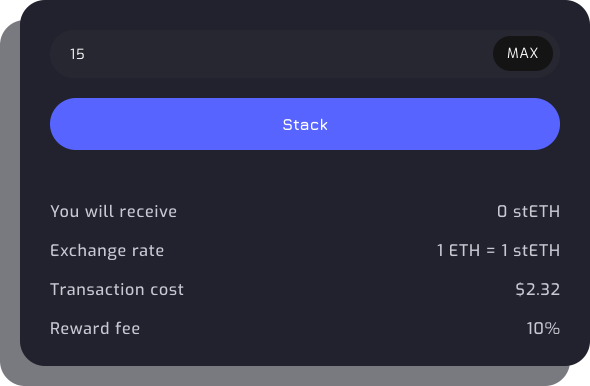 15 MAX
Stack
You will receive 0 stETH
Exchange rate 1 ETH = 1 stETH
Transaction cost $2.32
Reward fee 10%